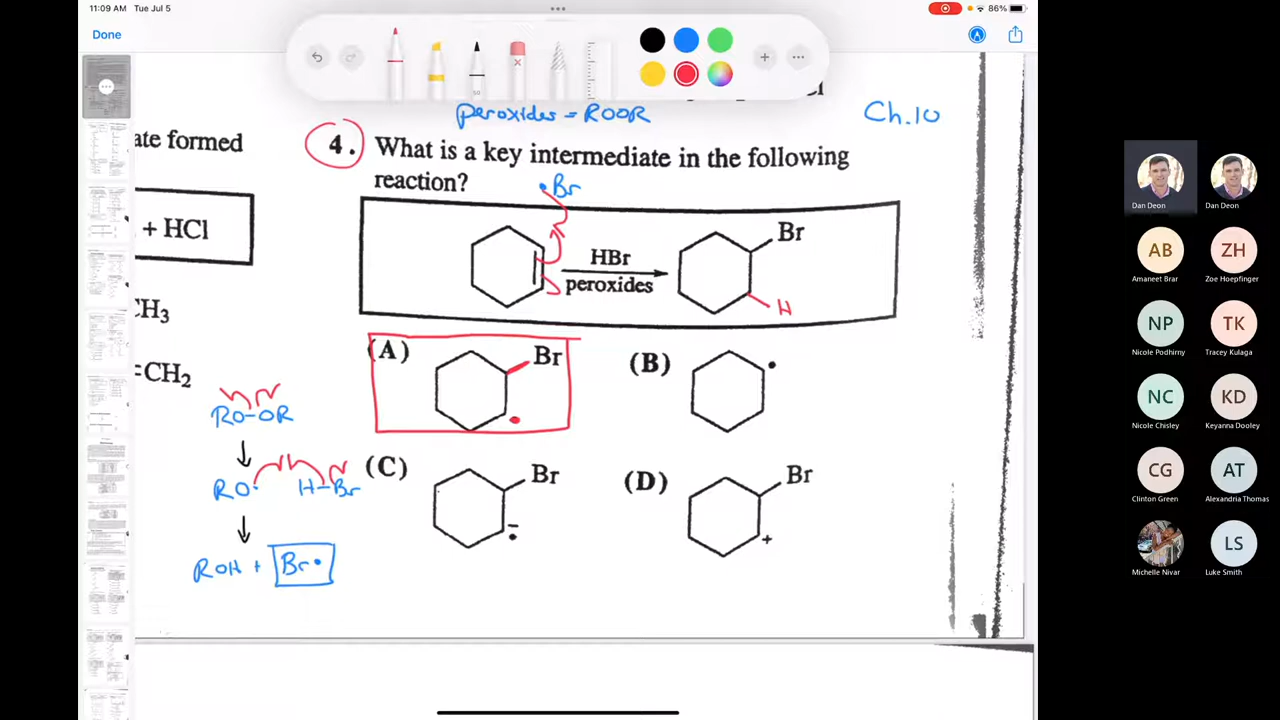 11:09 AM Tue Jul 5
86%
Done
50
peroxides = ROOR
Ch.10
ate formed
+ HCl
CH₃
=CH₂
4. What is a key intermediate in the following
reaction?
•Br
HBr
peroxides
Br
H
(A)
Br
•
(B)
•
(C)
Br
(D)
Br
+
RO-OR
RO• H-Br
ROH + Br•
Dan Deon
Dan Deon
AB
Amaneet Brar
ZH
Zoe Hoepfinger
NP
Nicole Podhirny
TK
Tracey Kulaga
NC
Nicole Chisley
KD
Keyanna Dooley
CG
Clinton Green
AT
Alexandria Thomas
Michelle Nivar
LS
Luke Smith